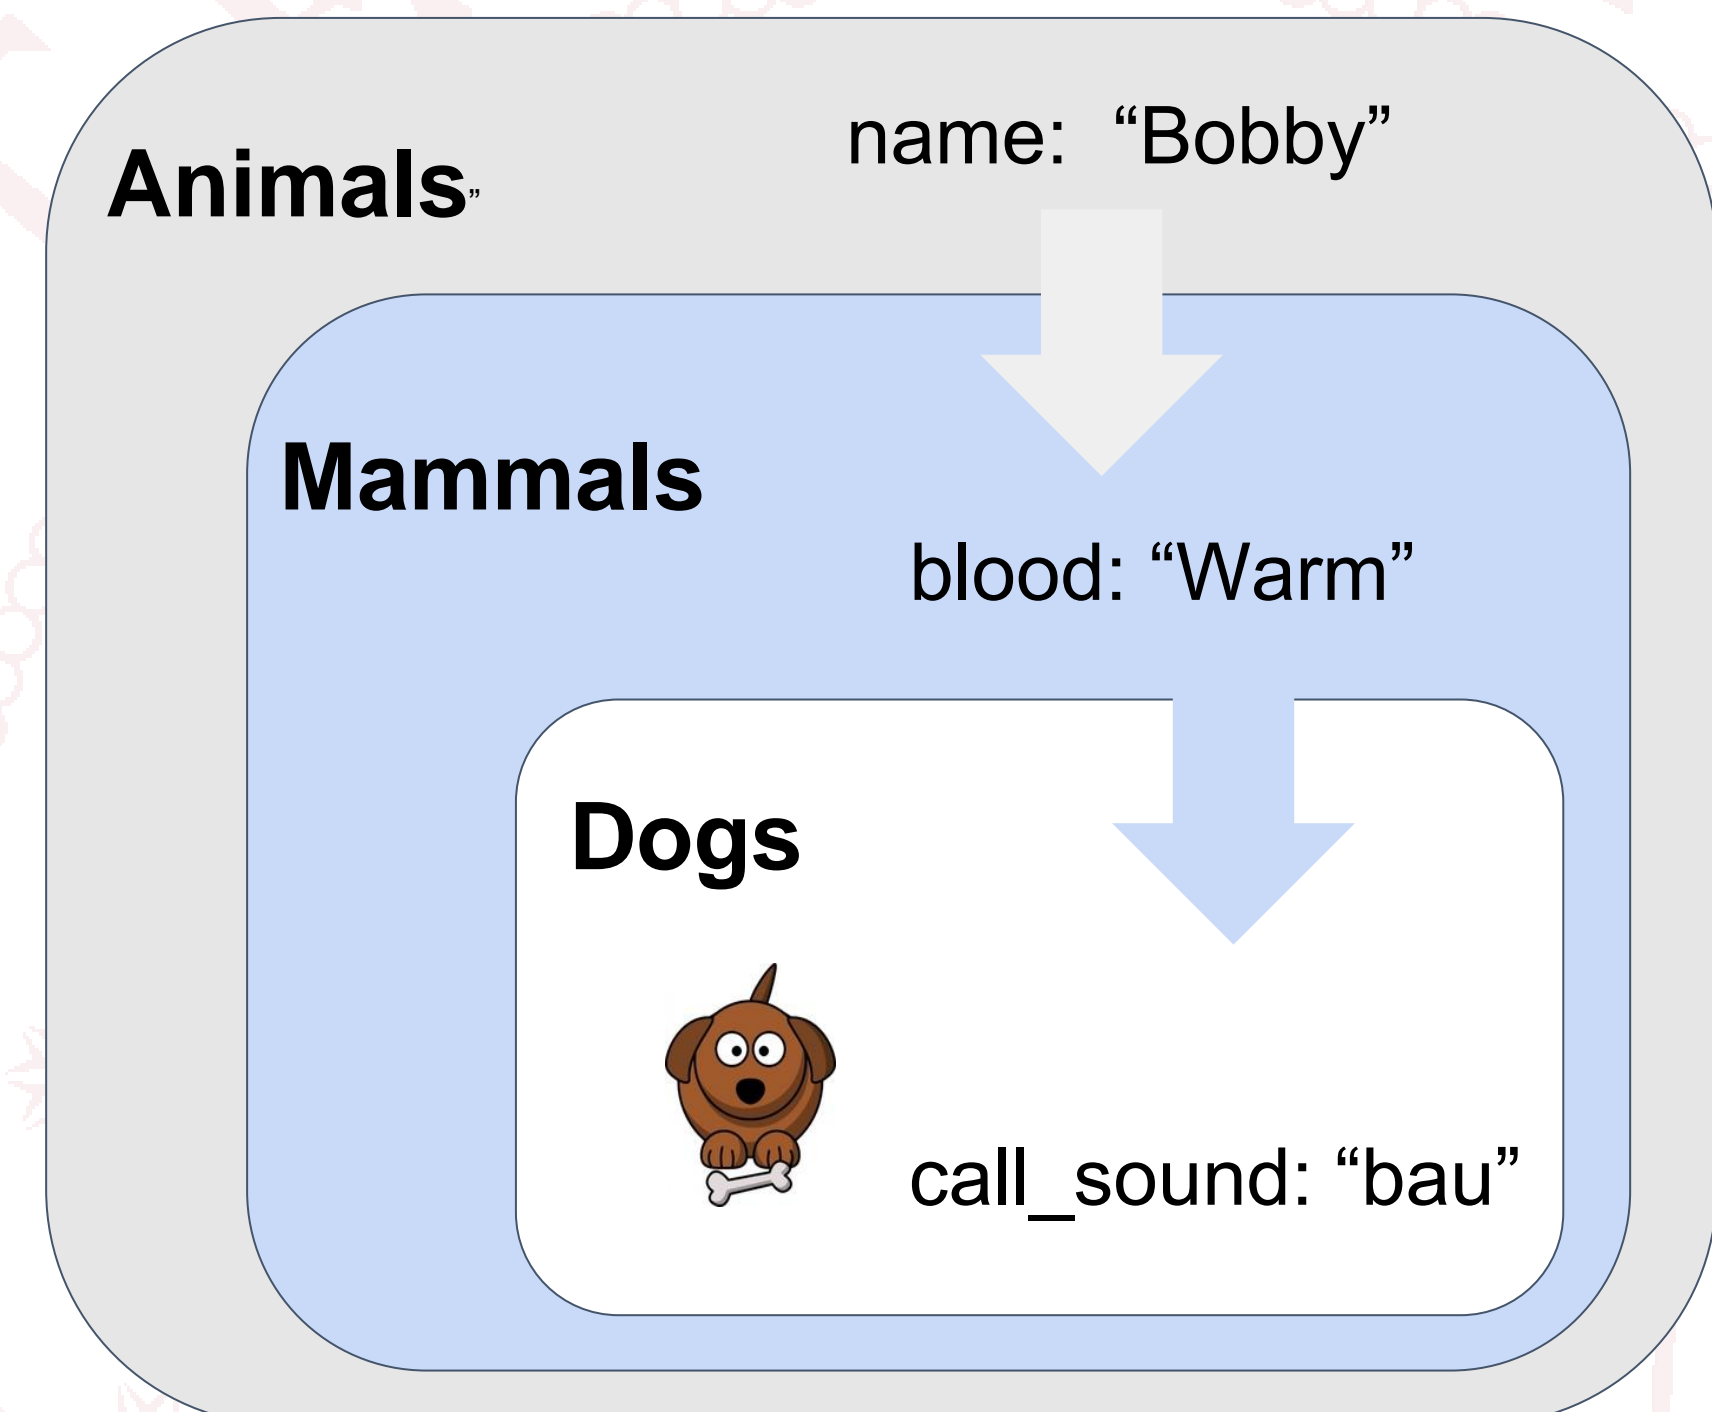 name: “Bobby”
Animals”
Mammals
blood: “Warm”
Dogs
call_sound: “bau”